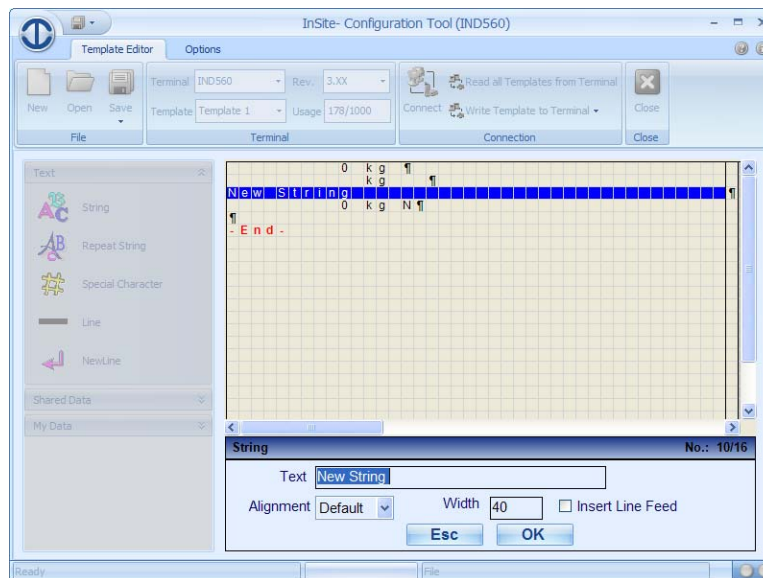 InSite- Configuration Tool (IND560)
Template Editor Options
New Open Save
File
Terminal IND560 Rev. 3.XX
Template Template 1 Usage 178/1000
Terminal
Connect Read all Templates from Terminal
Write Template to Terminal
Connection
Close
Close
Text
String
Repeat String
Special Character
Line
NewLine
Shared Data
My Data
0 kg ¶
kg ¶
New String ¶
0 kg N¶
¶
-End-
String No.: 10/16
Text New String
Alignment Default Width 40 Insert Line Feed
Esc OK
Ready File